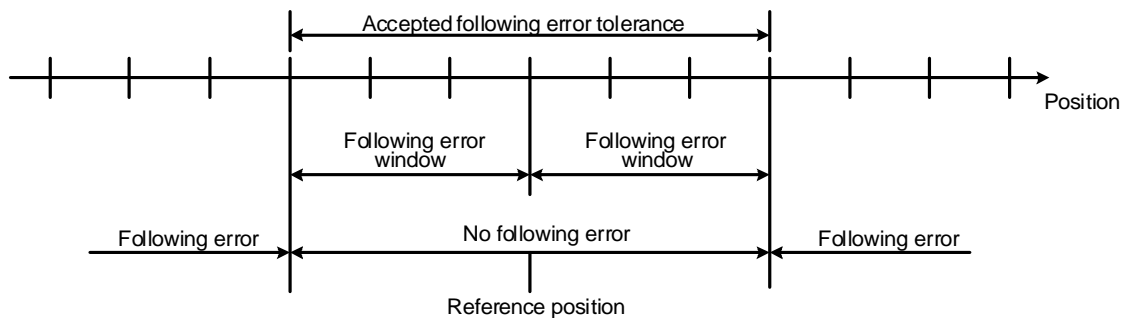 Accepted following error tolerance
Position
Following error
window
Following error
window
Following error
No following error
Following error
Reference position